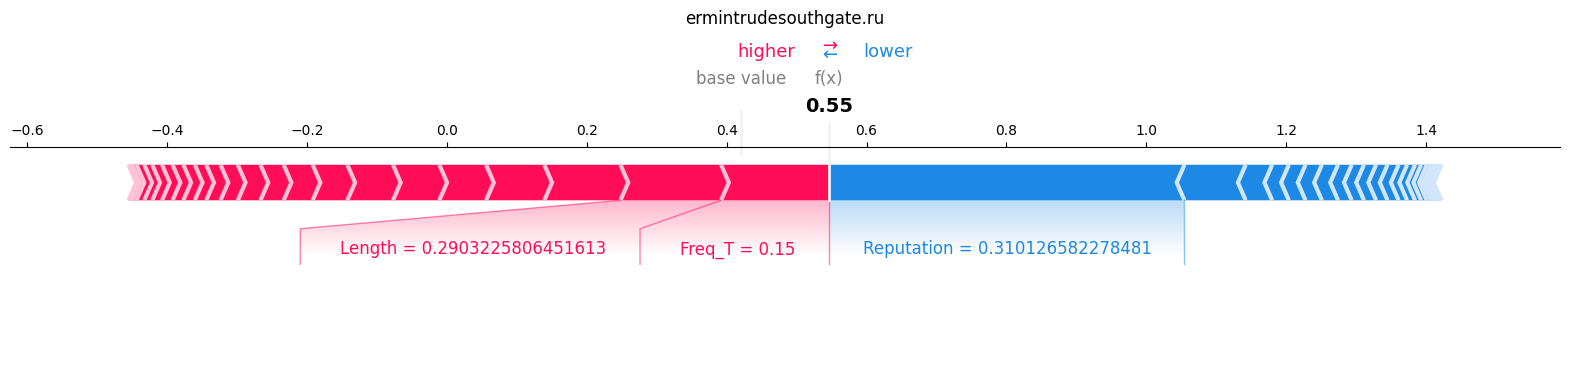 ermintrudesouthgate.ru
higher ⇄ lower
base value f(x)
0.55
−0.6 −0.4 −0.2 0.0 0.2 0.4 0.6 0.8 1.0 1.2 1.4
Length = 0.2903225806451613 Freq_T = 0.15 Reputation = 0.310126582278481